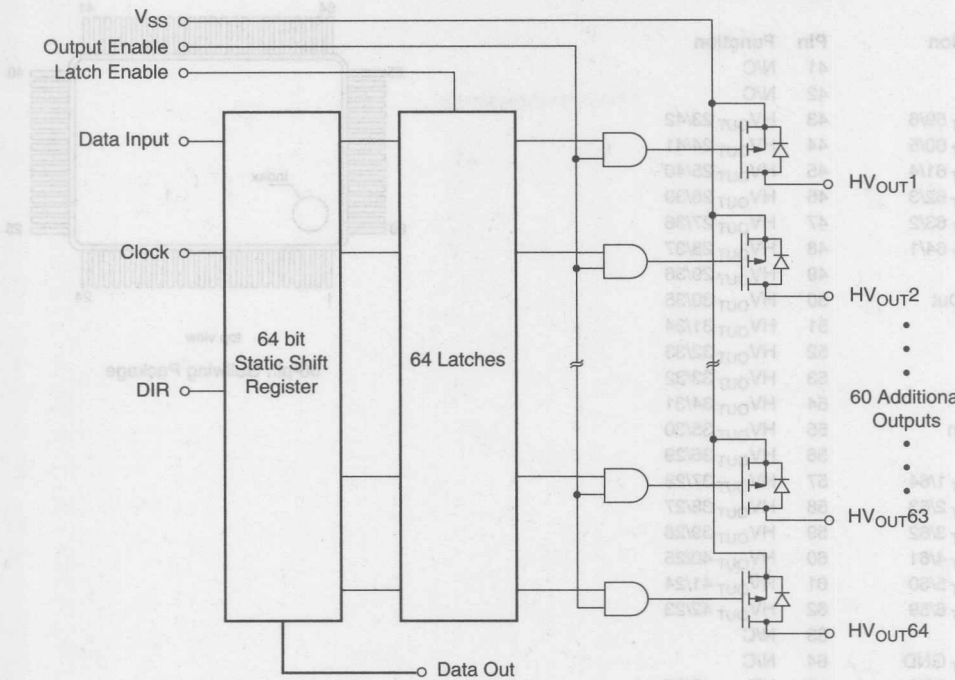 VSS
Output Enable
Latch Enable
Data Input
Clock
DIR
64 bit
Static Shift
Register
64 Latches
HVOUT1
HVOUT2
60 Additiona
Outputs
HVOUT63
HVOUT64
Data Out